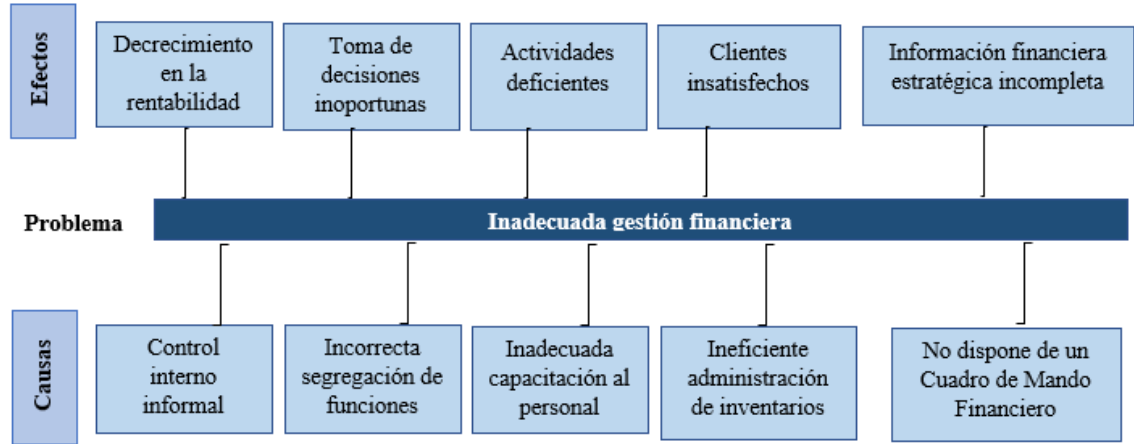 Efectos
Decrecimiento
en la
rentabilidad
Toma de
decisiones
inoportunas
Actividades
deficientes
Clientes
insatisfechos
Información financiera
estratégica incompleta
Problema
Inadecuada gestión financiera
Causas
Control
interno
informal
Incorrecta
segregación de
funciones
Inadecuada
capacitación al
personal
Ineficiente
administración
de inventarios
No dispone de un
Cuadro de Mando
Financiero